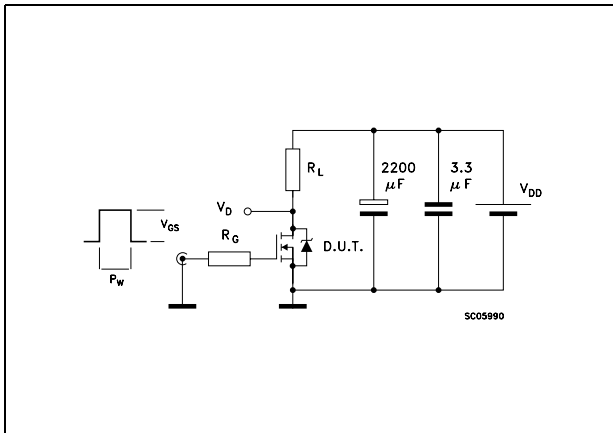 2200
µF
3.3
µF
R_L
V_DD
V_D
V_GS
R_G
D.U.T.
P_W
SC05990